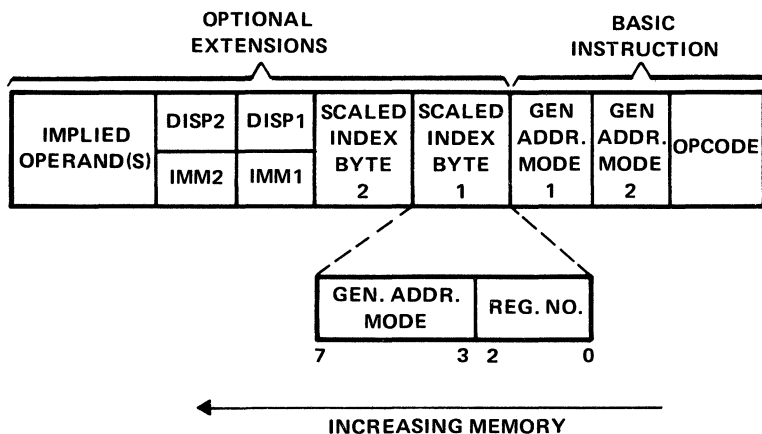 OPTIONAL
EXTENSIONS
BASIC
INSTRUCTION
IMPLIED
OPERAND(S)
DISP2
IMM2
DISP1
IMM1
SCALED
INDEX
BYTE
2
SCALED
INDEX
BYTE
1
GEN
ADDR.
MODE
1
GEN
ADDR.
MODE
2
OPCODE
GEN. ADDR.
MODE
REG. NO.
7
3
2
0
INCREASING MEMORY